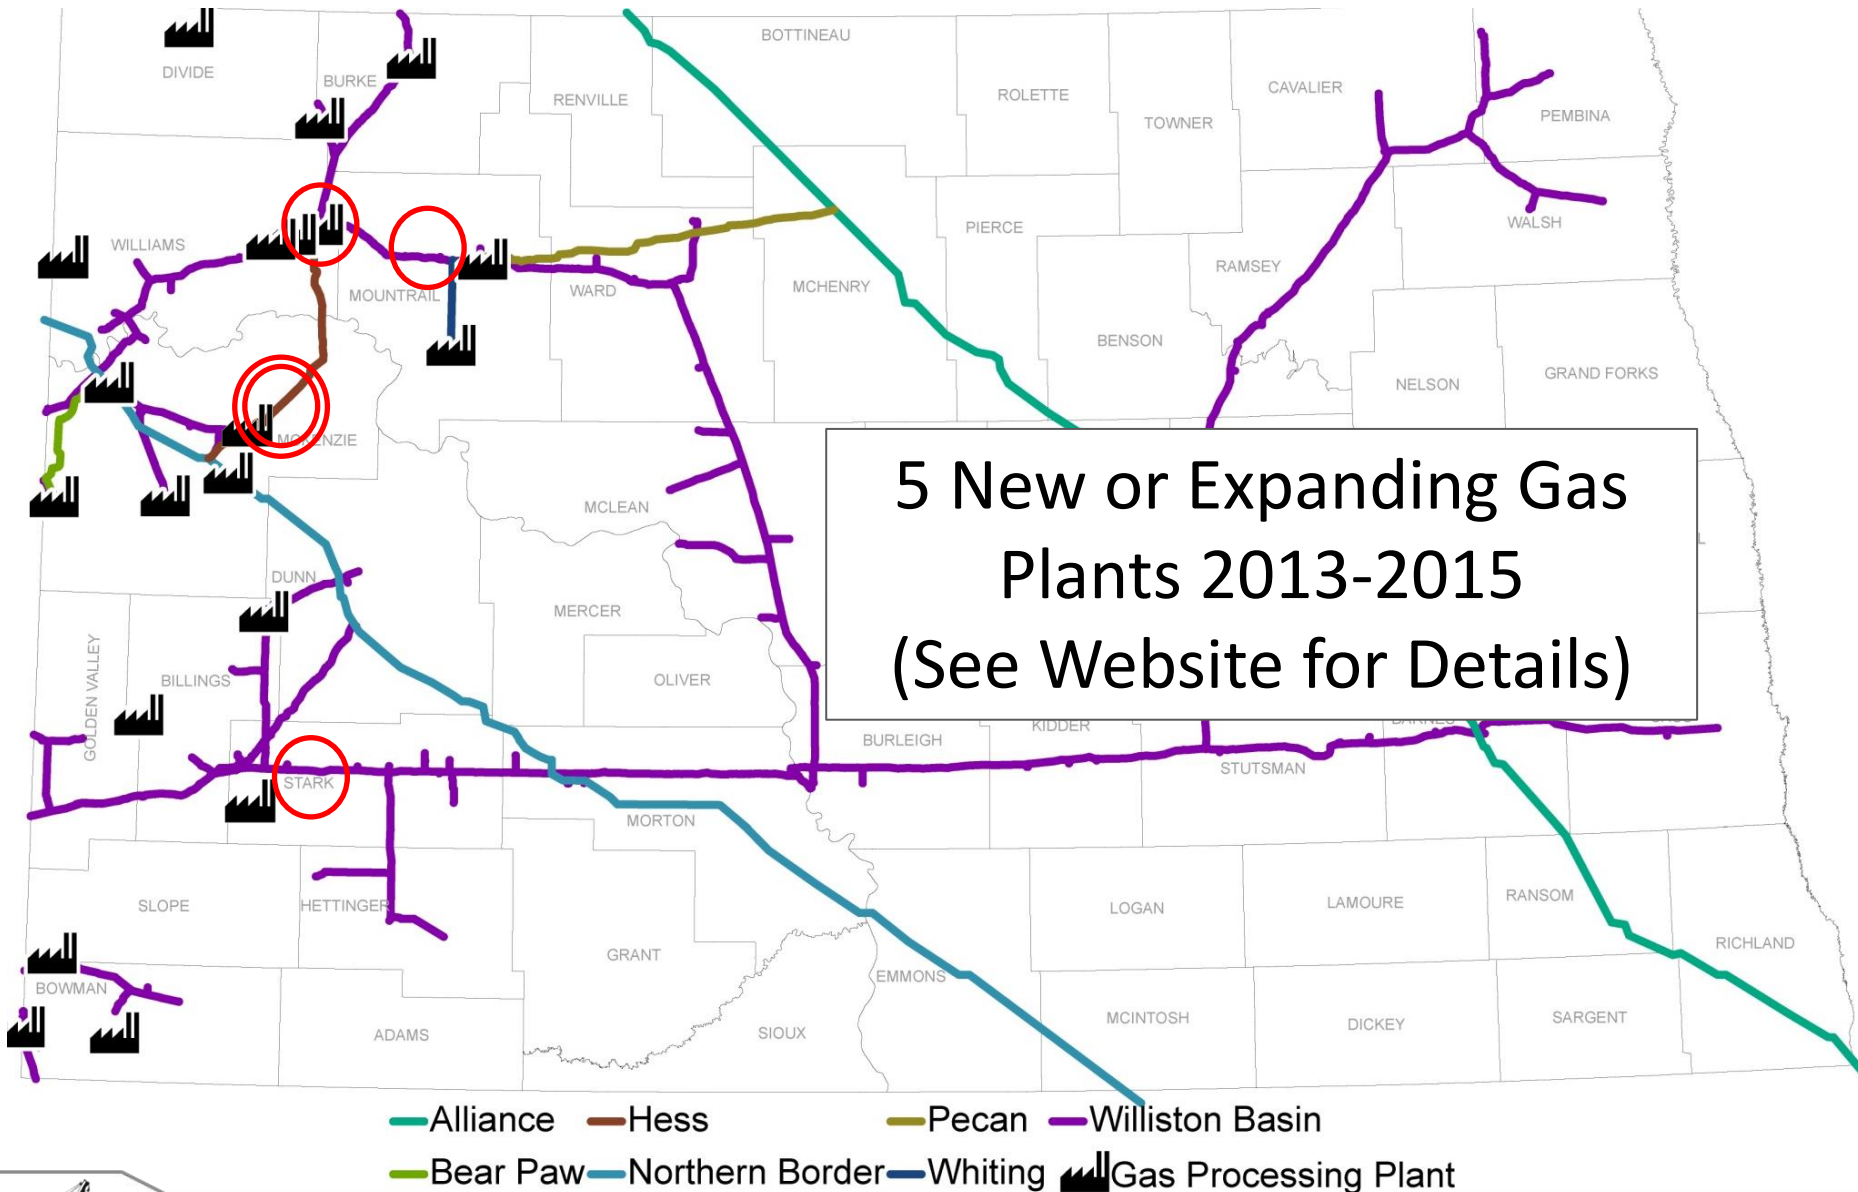 BOTTINEAU
DIVIDE
BURKE
RENVILLE
ROLETTE
CAVALIER
TOWNER
PEMBINA
WILLIAMS
PIERCE
WALSH
MOUNTRAIL
WARD
MCHENRY
RAMSEY
BENSON
NELSON
GRAND FORKS
MCKENZIE
MCLEAN
5 New or Expanding Gas
Plants 2013-2015
(See Website for Details)
DUNN
MERCER
GOLDEN VALLEY
BILLINGS
OLIVER
BURLEIGH
KIDDER
STARK
STUTSMAN
MORTON
SLOPE
HETTINGER
LOGAN
LAMOURE
RANSOM
GRANT
RICHLAND
BOWMAN
EMMONS
ADAMS
SIOUX
MCINTOSH
DICKEY
SARGENT
Alliance Hess Pecan Williston Basin
Bear Paw Northern Border Whiting Gas Processing Plant